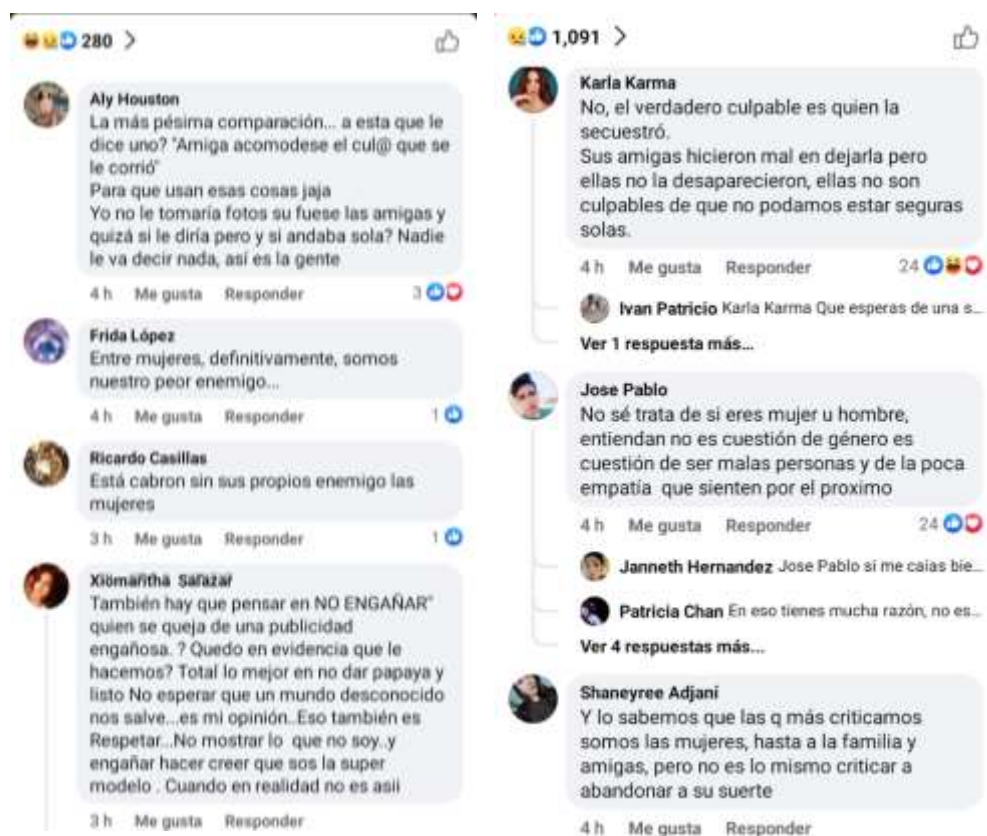 280 >
Aly Houston
La más pésima comparación... a esta que le
dice uno? "Amiga acomodese el cul@ que se
le corrió"
Para que usan esas cosas jaja
Yo no le tomaría fotos su fuese las amigas y
quizá si le diría pero y si andaba sola? Nadie
le va decir nada, así es la gente
4 h Me gusta Responder 3
Frida López
Entre mujeres, definitivamente, somos
nuestro peor enemigo...
4 h Me gusta Responder 1
Ricardo Casillas
Está cabron sin sus propios enemigo las
mujeres
3 h Me gusta Responder 1
Xiomaritha Salazar
También hay que pensar en NO ENGAÑAR"
quien se queja de una publicidad
engañosa. ? Quedo en evidencia que le
hacemos? Total lo mejor en no dar papaya y
listo No esperar que un mundo desconocido
nos salve...es mi opinión..Eso también es
Respetar...No mostrar lo que no soy..y
engañar hacer creer que sos la super
modelo . Cuando en realidad no es asii
3 h Me gusta Responder
1,091 >
Karla Karma
No, el verdadero culpable es quien la
secuestró.
Sus amigas hicieron mal en dejarla pero
ellas no la desaparecieron, ellas no son
culpables de que no podamos estar seguras
solas.
4 h Me gusta Responder 24
Ivan Patricio Karla Karma Que esperas de una s...
Ver 1 respuesta más...
Jose Pablo
No sé trata de si eres mujer u hombre,
entiendan no es cuestión de género es
cuestión de ser malas personas y de la poca
empatía que sienten por el proximo
4 h Me gusta Responder 24
Janneth Hernandez Jose Pablo si me caias bie...
Patricia Chan En eso tienes mucha razón, no es...
Ver 4 respuestas más...
Shaneyree Adjani
Y lo sabemos que las q más criticamos
somos las mujeres, hasta a la familia y
amigas, pero no es lo mismo criticar a
abandonar a su suerte
4 h Me gusta Responder